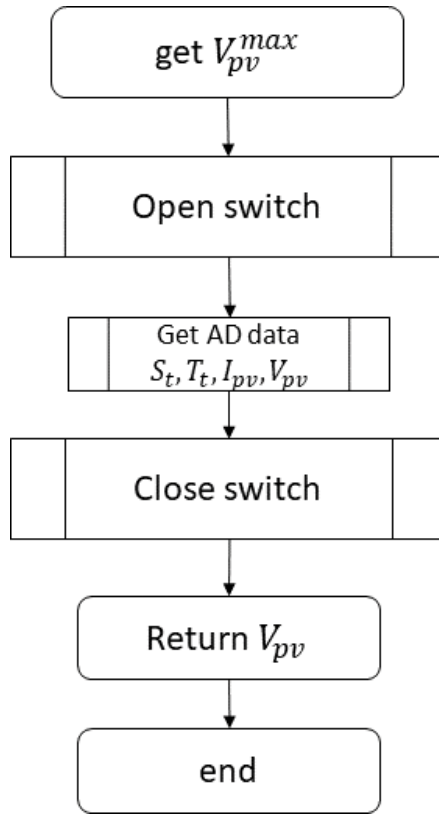 get $V_{pv}^{max}$
Open switch
Get AD data
$S_t, T_t, I_{pv}, V_{pv}$
Close switch
Return $V_{pv}$
end